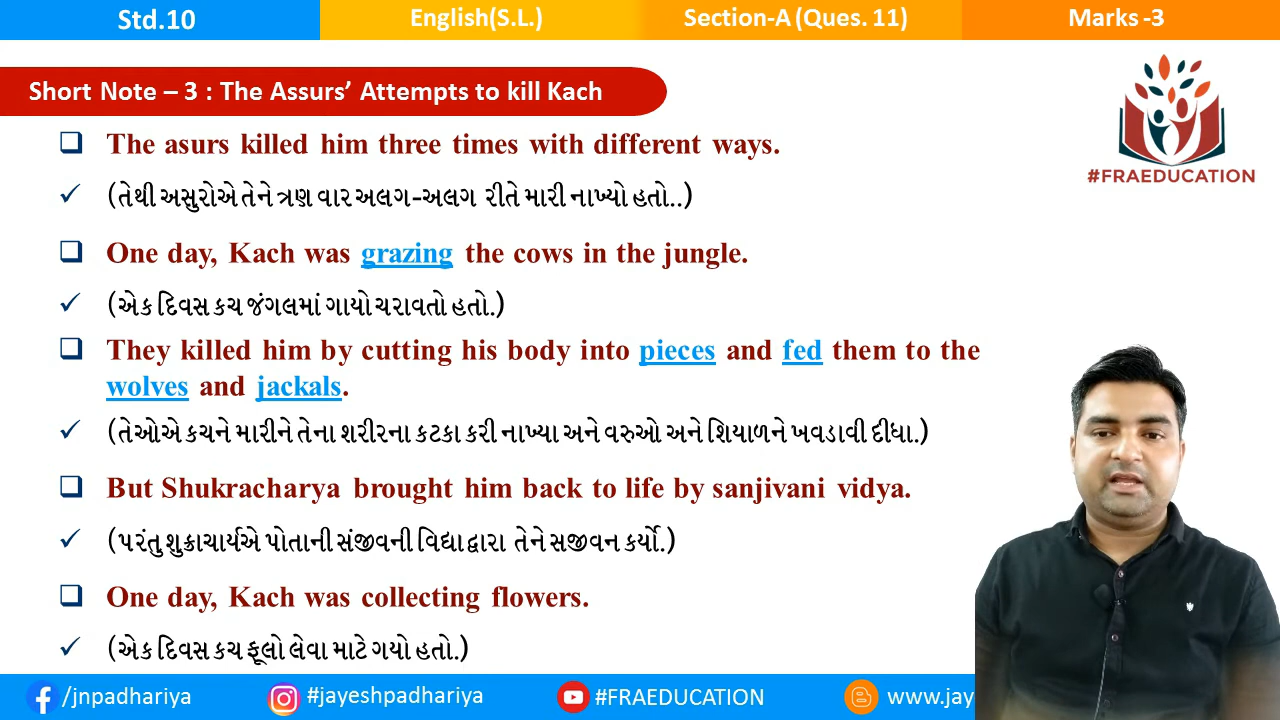 Std.10 English(S.L.) Section-A (Ques. 11) Marks -3
Short Note – 3 : The Assurs’ Attempts to kill Kach
#FRAEDUCATION
The asurs killed him three times with different ways.
(તેથી અસુરોએ તેને ત્રણ વાર અલગ-અલગ રીતે મારી નાખ્યો હતો..)
One day, Kach was grazing the cows in the jungle.
(એક દિવસ કચ જંગલમાં ગાયો ચરાવતો હતો.)
They killed him by cutting his body into pieces and fed them to the
wolves and jackals.
(તેઓએ કચને મારીને તેના શરીરના કટકા કરી નાખ્યા અને વરુઓ અને શિયાળને ખવડાવી દીધા.)
But Shukracharya brought him back to life by sanjivani vidya.
(પરંતુ શુક્રાચાર્યએ પોતાની સંજીવની વિદ્યા દ્વારા તેને સજીવન કર્યો.)
One day, Kach was collecting flowers.
(એક દિવસ કચ ફૂલો લેવા માટે ગયો હતો.)
/jnpadhariya #jayeshpadhariya #FRAEDUCATION www.jay